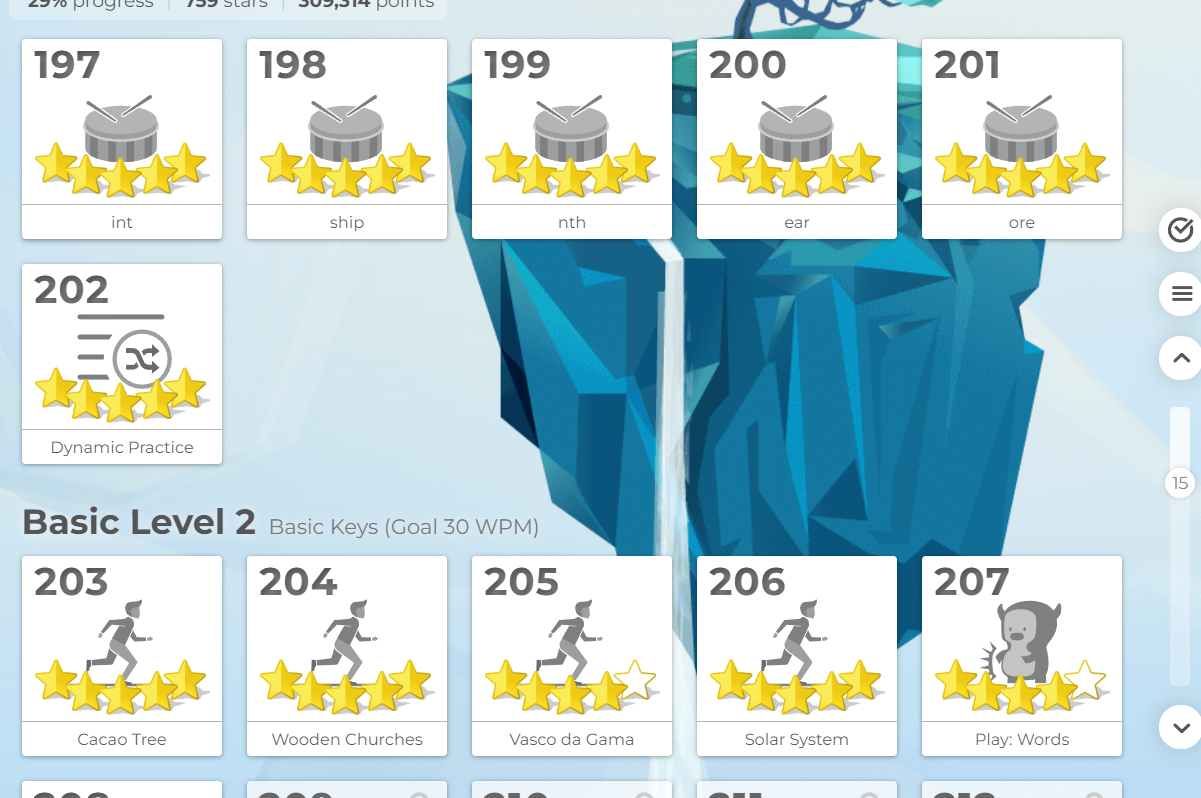 29% progress 759 stars 309,314 points
197 198 199 200 201
int ship nth ear ore
202
Dynamic Practice
15
Basic Level 2 Basic Keys (Goal 30 WPM)
203 204 205 206 207
Cacao Tree Wooden Churches Vasco da Gama Solar System Play: Words